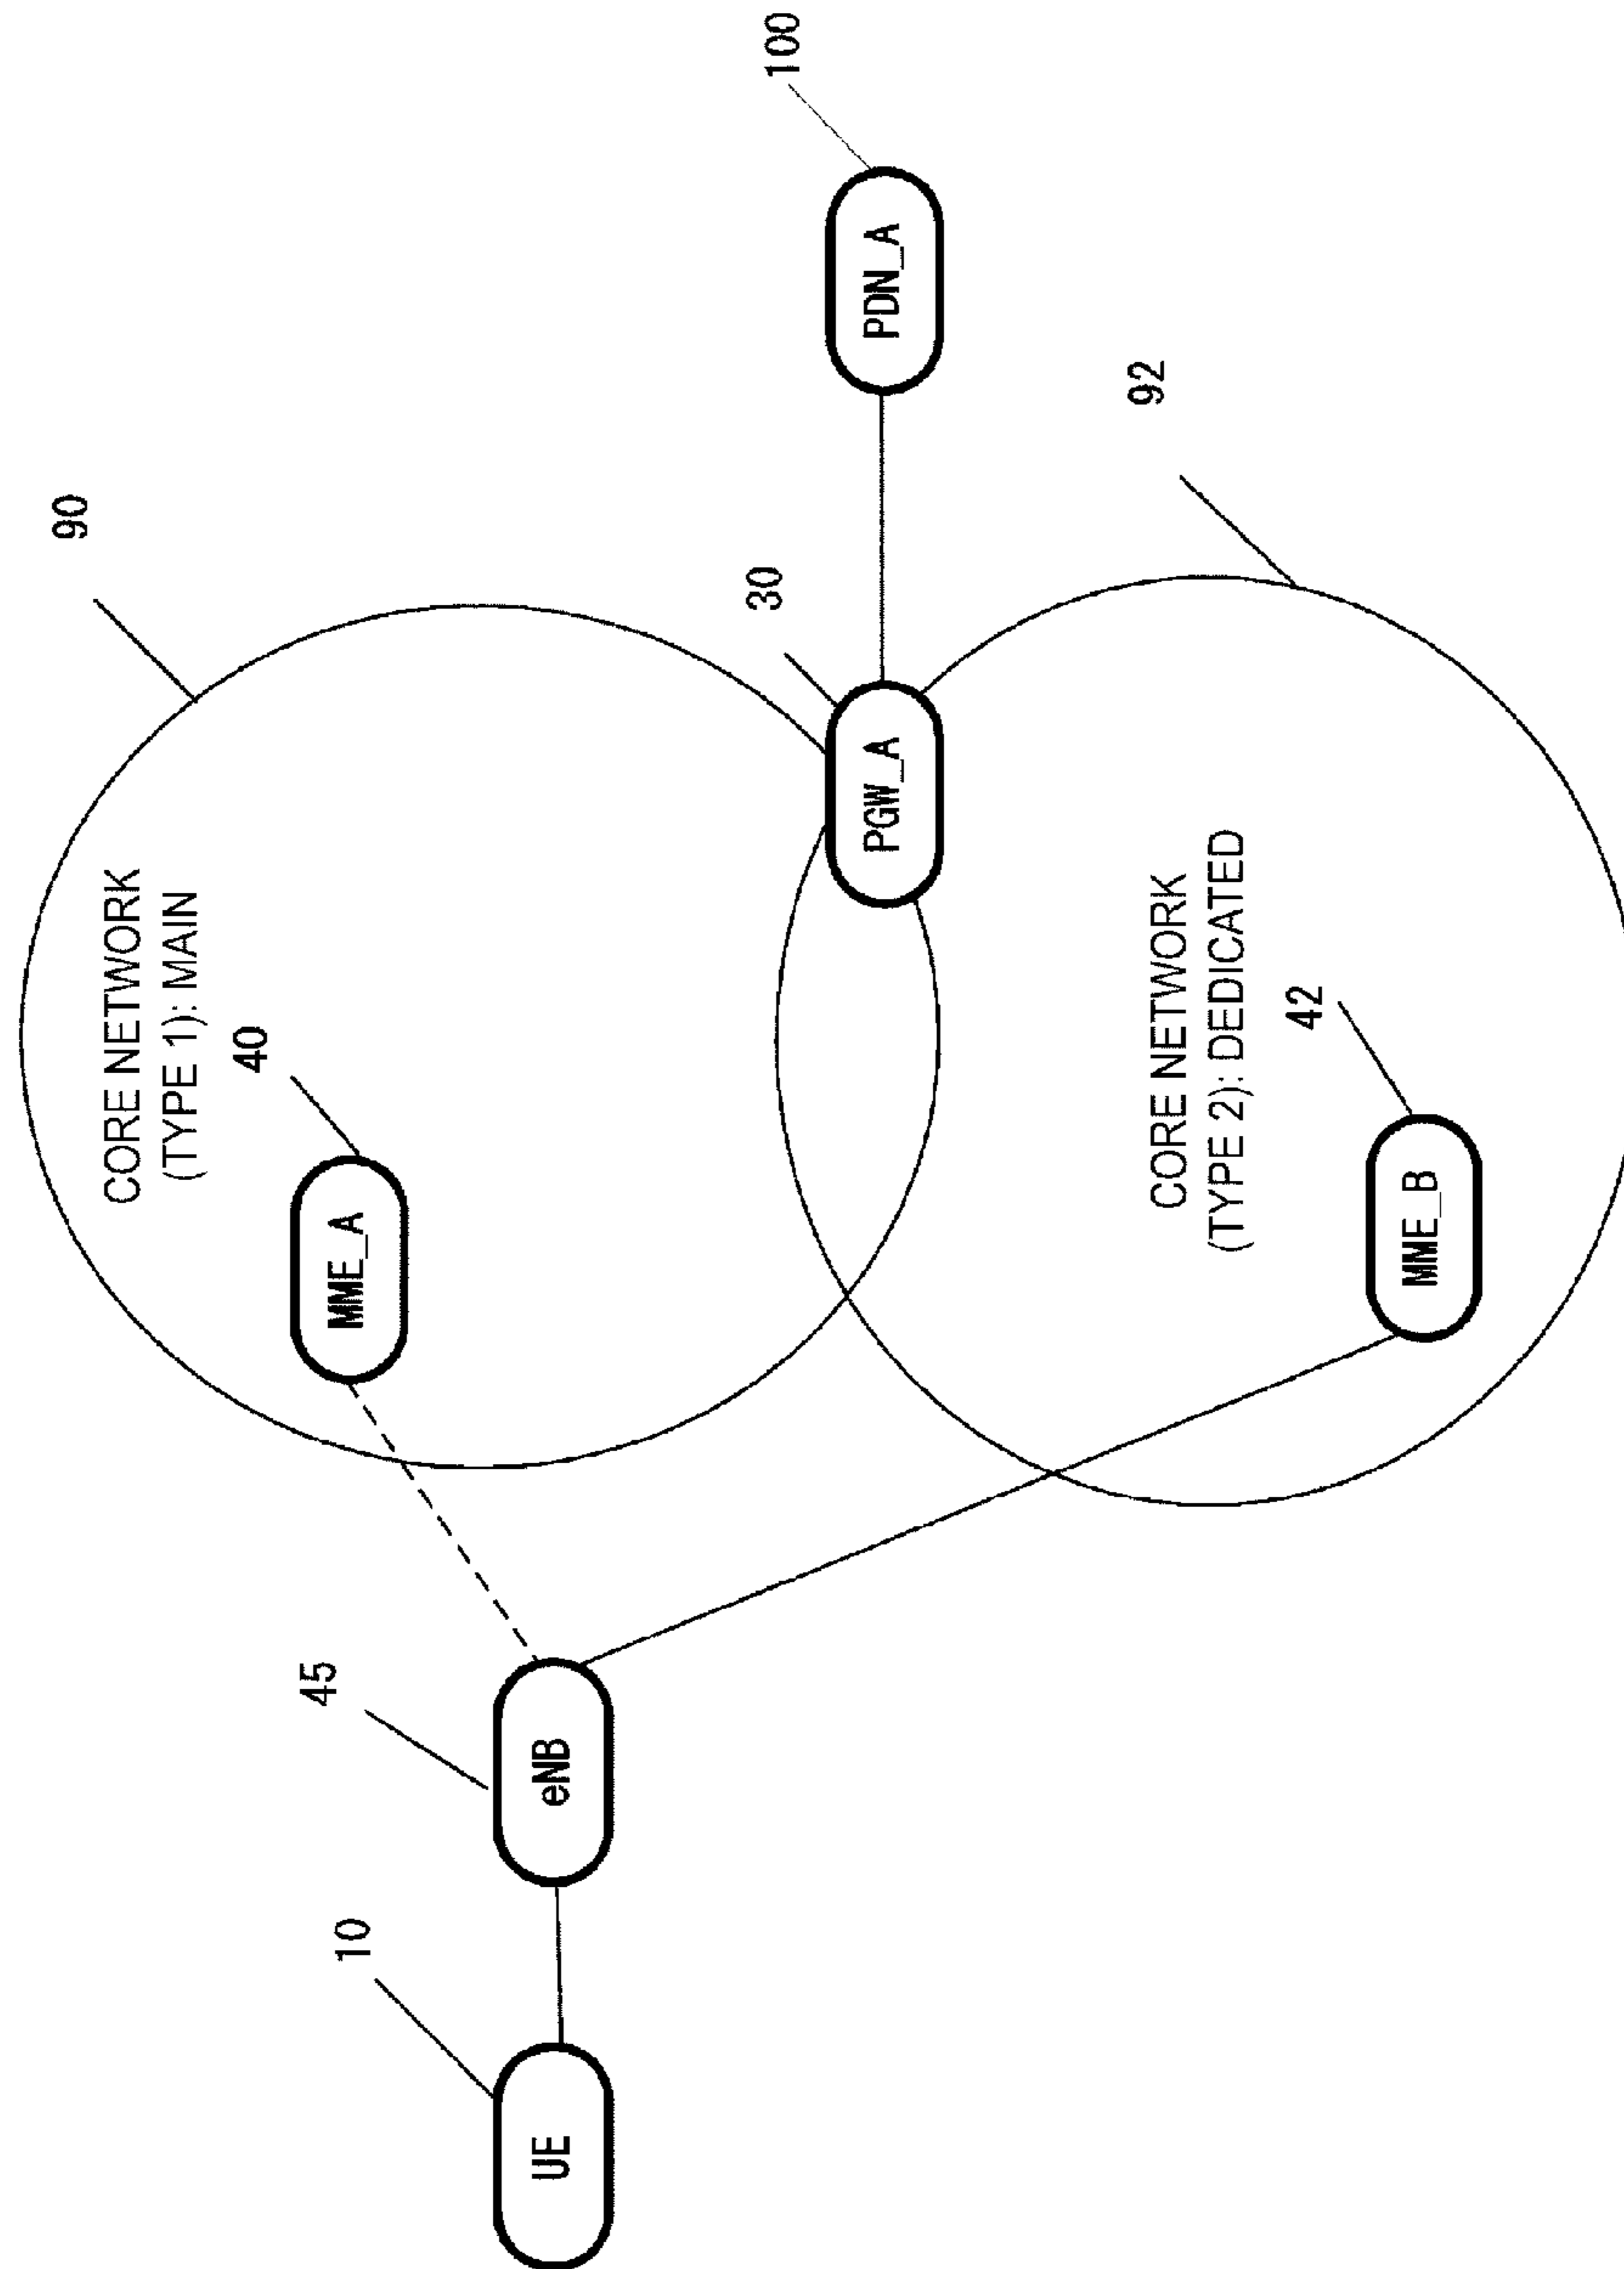 90
CORE NETWORK
(TYPE 1): MAIN
40
MME_A
45
10
30
100
UE
eNB
PGW_A
PDN_A
92
CORE NETWORK
(TYPE 2): DEDICATED
42
MME_B